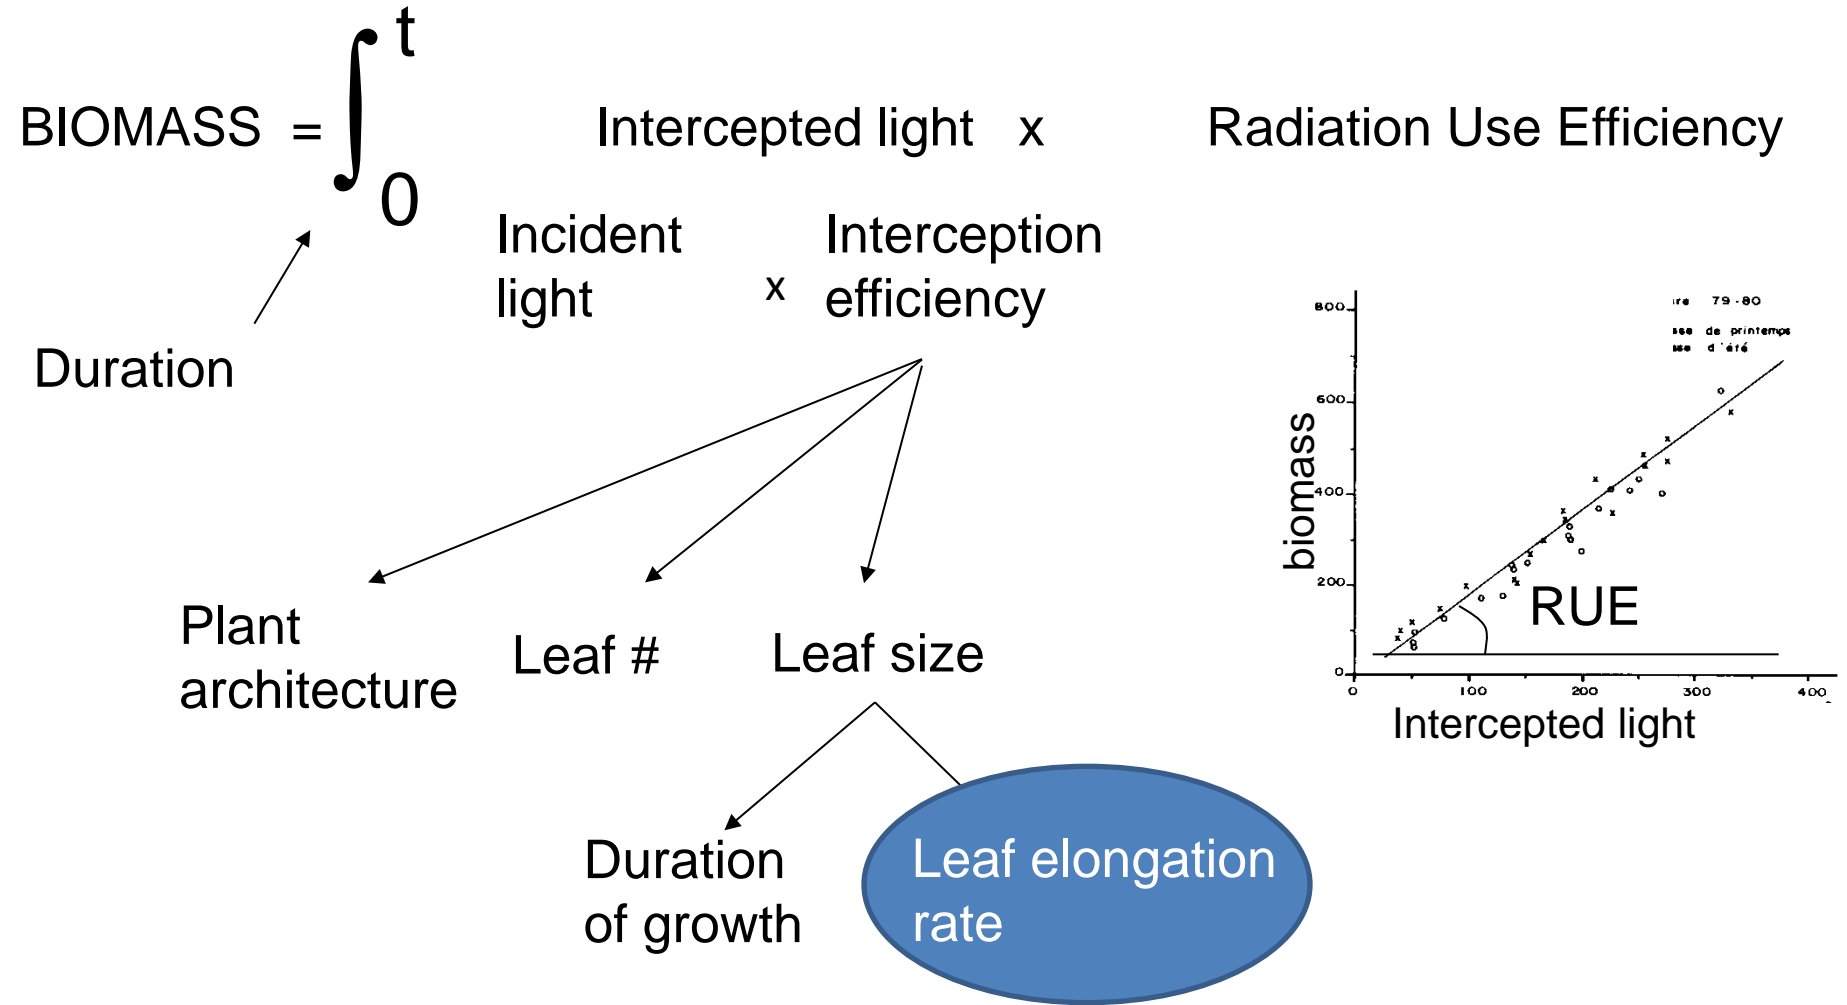 BIOMASS = ∫ t 0 Intercepted light x Radiation Use Efficiency
Duration
Incident
light
x
Interception
efficiency
Plant
architecture
Leaf #
Leaf size
Duration
of growth
Leaf elongation
rate
79-80
de printemps
d'été
800
600
400
200
0
biomass
RUE
0 100 200 300 400
Intercepted light